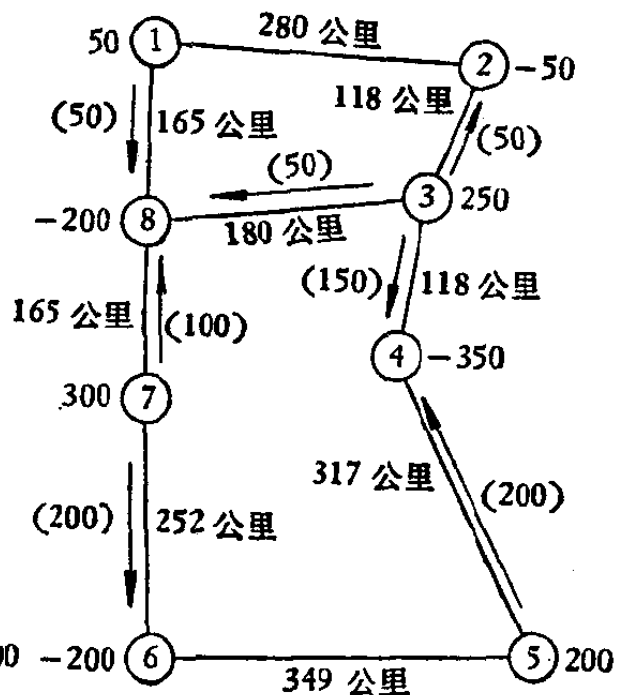 280 公里
50 ① ② -50
118 公里
(50) 165 公里 (50)
(50)
③ 250
-200 ⑧
180 公里
(150) 118 公里
165 公里 (100)
④ -350
300 ⑦
317 公里
(200) 252 公里 (200)
-200 ⑥ ⑤ 200
349 公里